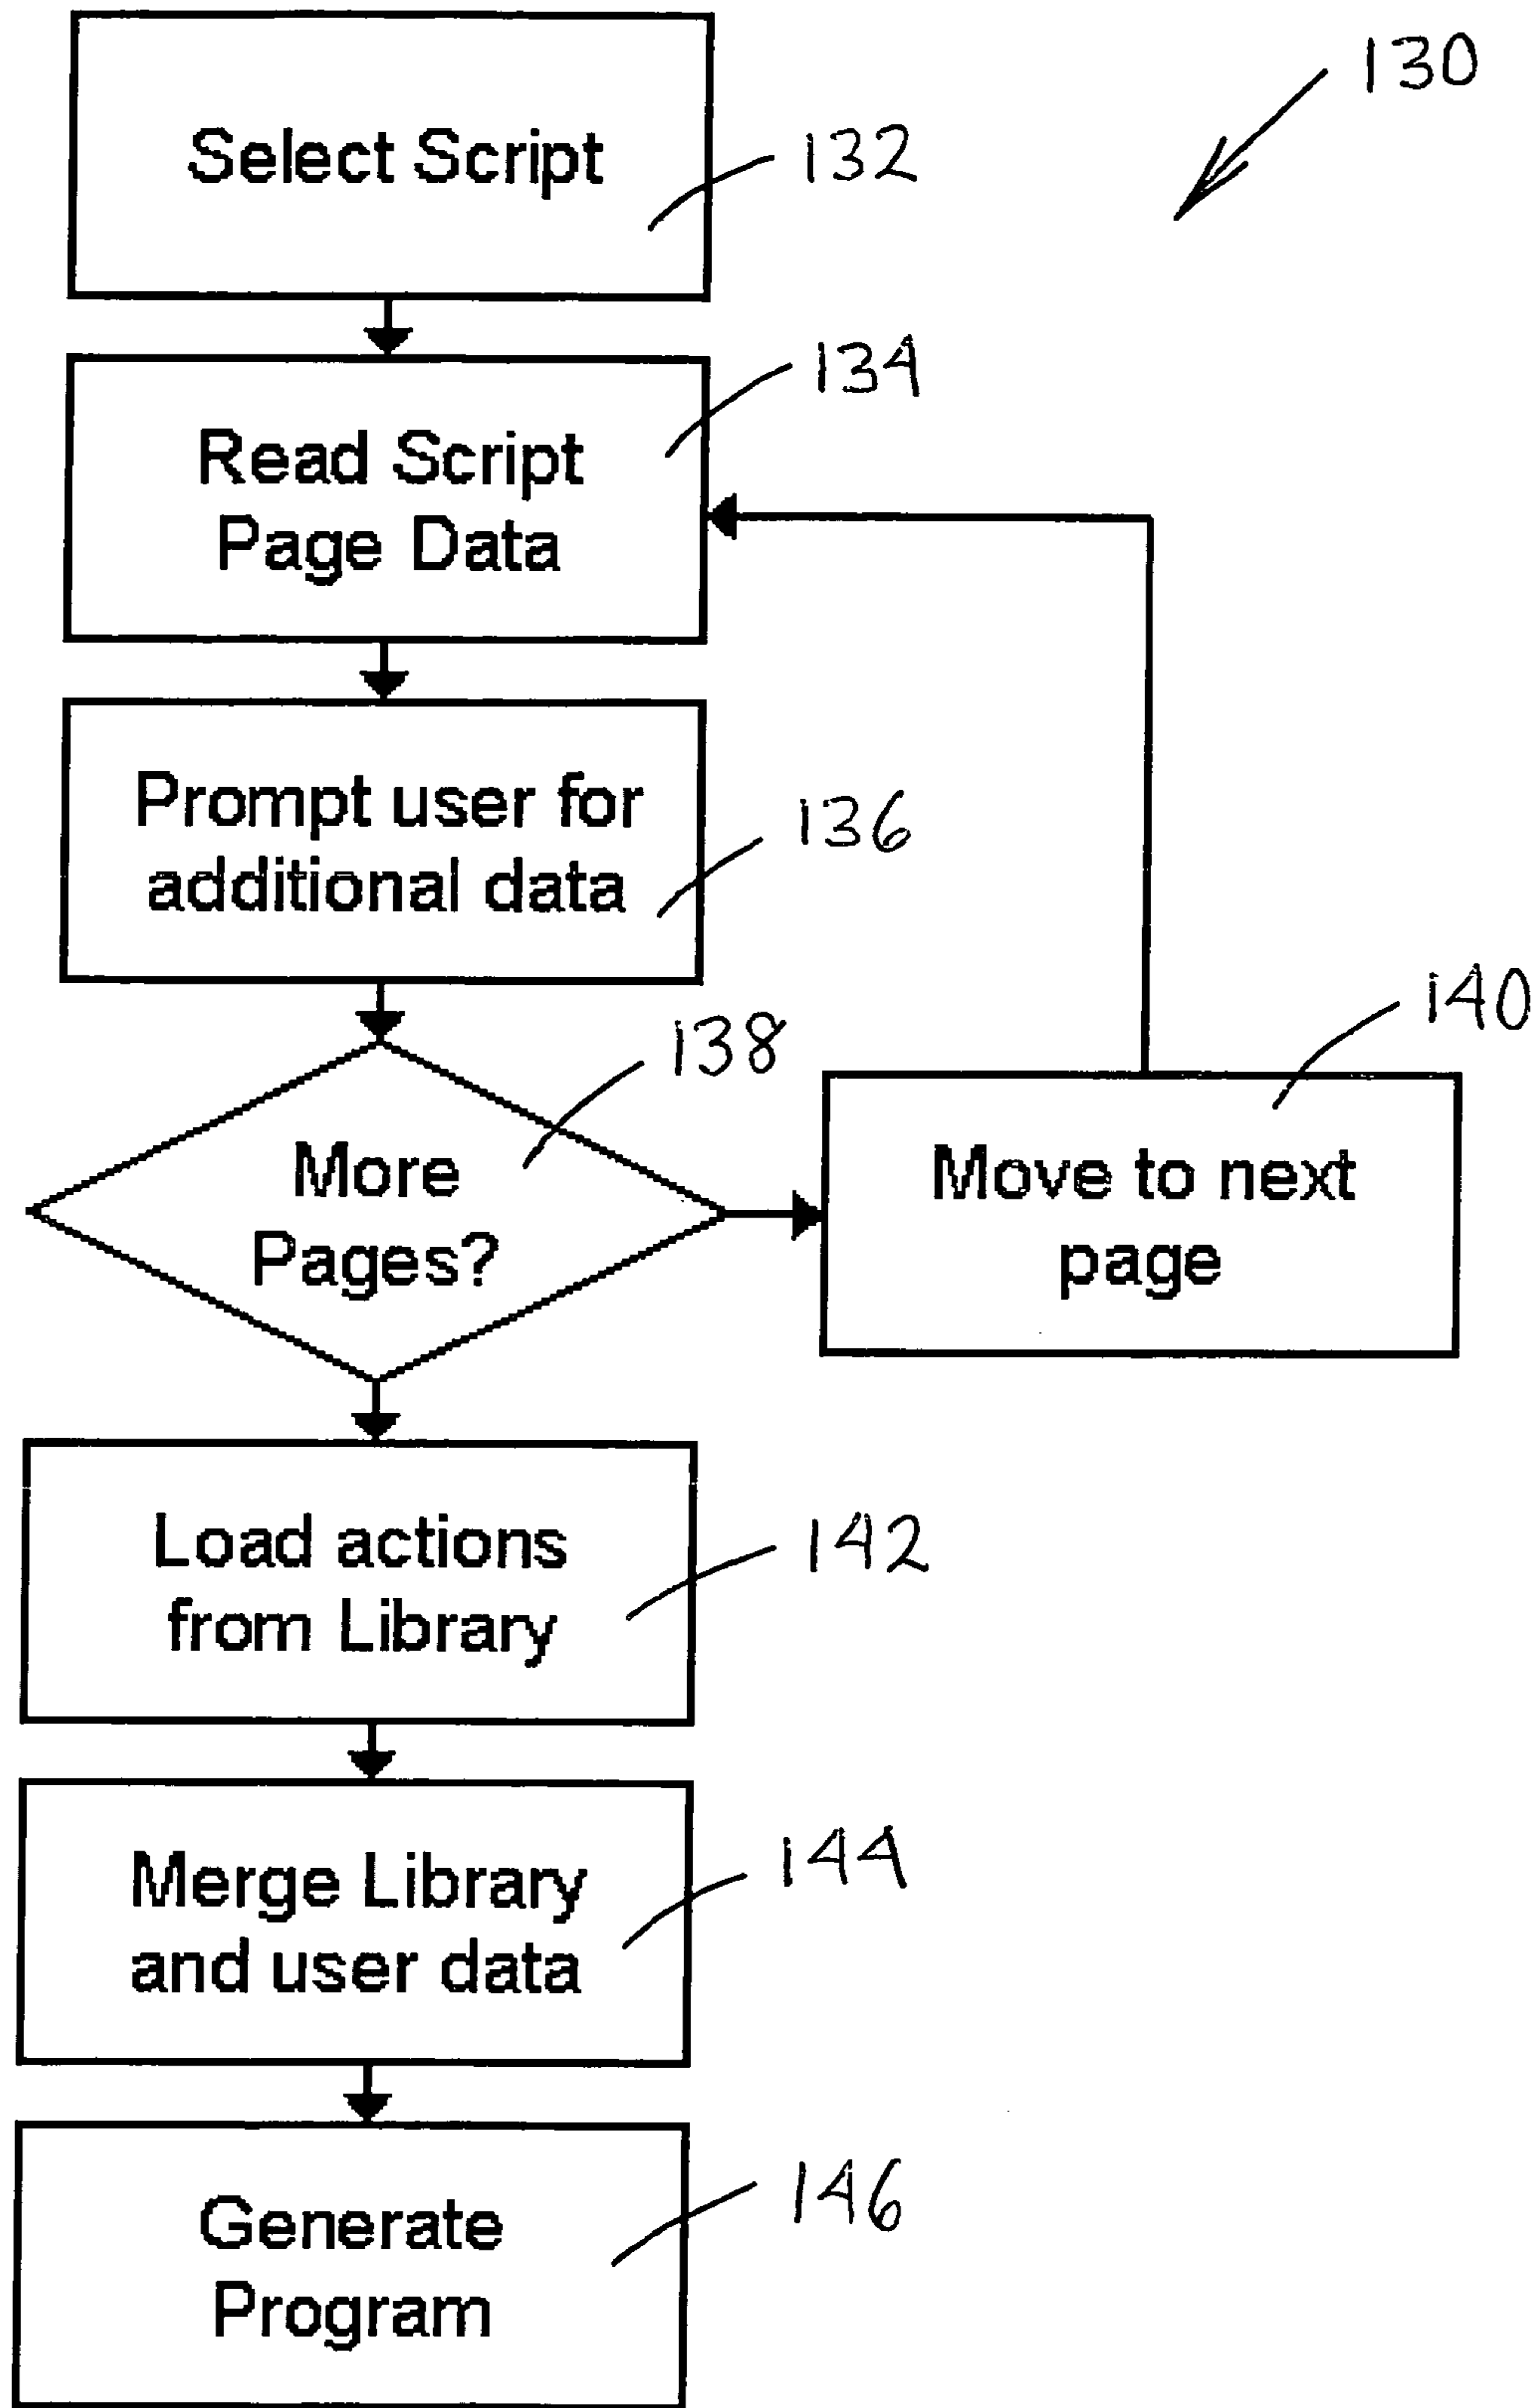 130
Select Script
132
134
Read Script
Page Data
Prompt user for
additional data
136
138
140
More
Pages?
Move to next
page
Load actions
from Library
142
Merge Library
and user data
144
Generate
Program
146